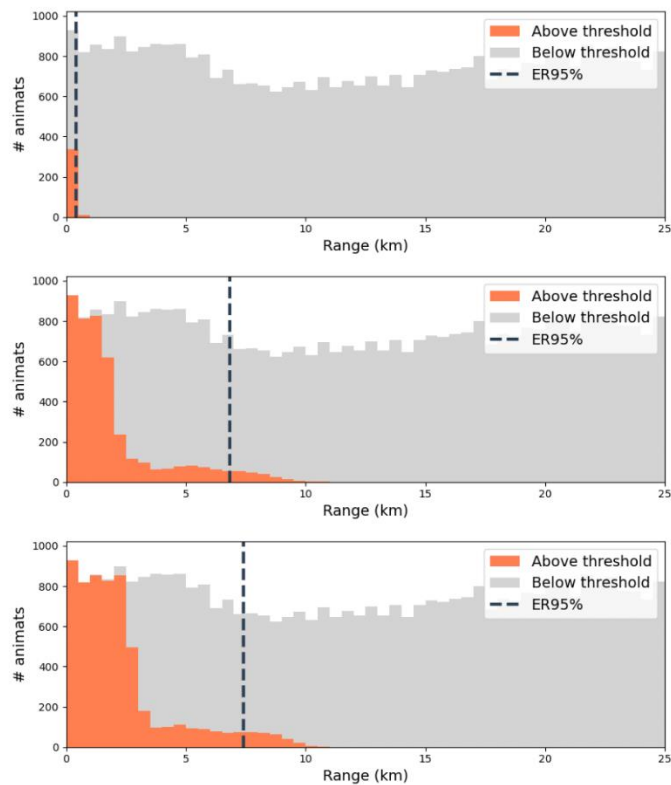 1000
800
600
400
200
0
# animats
Above threshold
Below threshold
ER95%
0 5 10 15 20 25
Range (km)
1000
800
600
400
200
0
# animats
Above threshold
Below threshold
ER95%
0 5 10 15 20 25
Range (km)
1000
800
600
400
200
0
# animats
Above threshold
Below threshold
ER95%
0 5 10 15 20 25
Range (km)